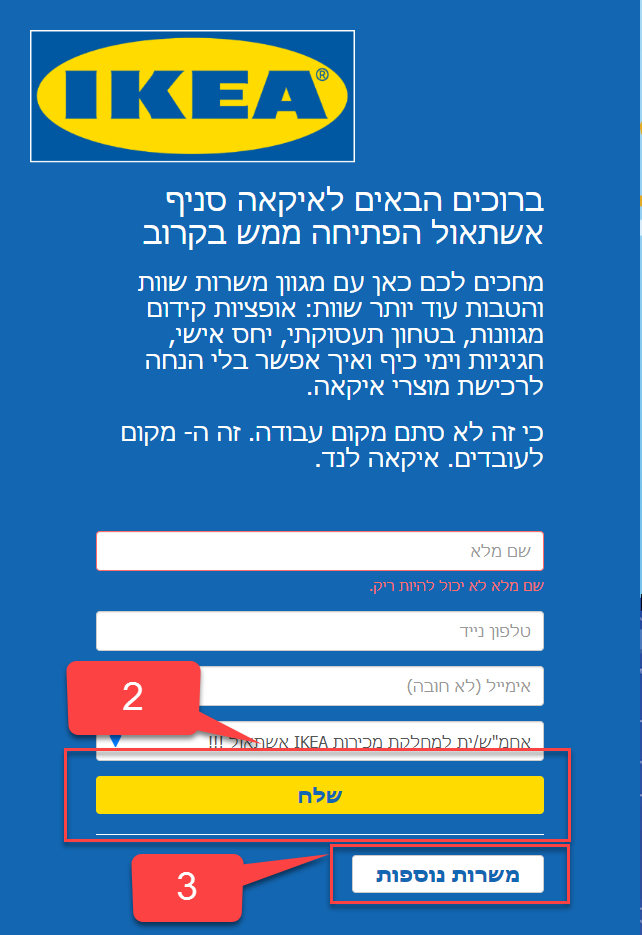 IKEA®
ברוכים הבאים לאיקאה סניף
אשתאול הפתיחה ממש בקרוב
מחכים לכם כאן עם מגוון משרות שוות
והטבות עוד יותר שוות: אופציות קידום
מגוונות, בטחון תעסוקתי, יחס אישי,
חגיגיות וימי כיף ואיך אפשר בלי הנחה
לרכישת מוצרי איקאה.
כי זה לא סתם מקום עבודה. זה ה- מקום
לעובדים. איקאה לנד.
שם מלא
שם מלא לא יכול להיות ריק.
טלפון נייד
אימייל (לא חובה)
2
אחמ"ש/ית למחלקת מכירות IKEA אשתאול !!!
שלח
משרות נוספות
3